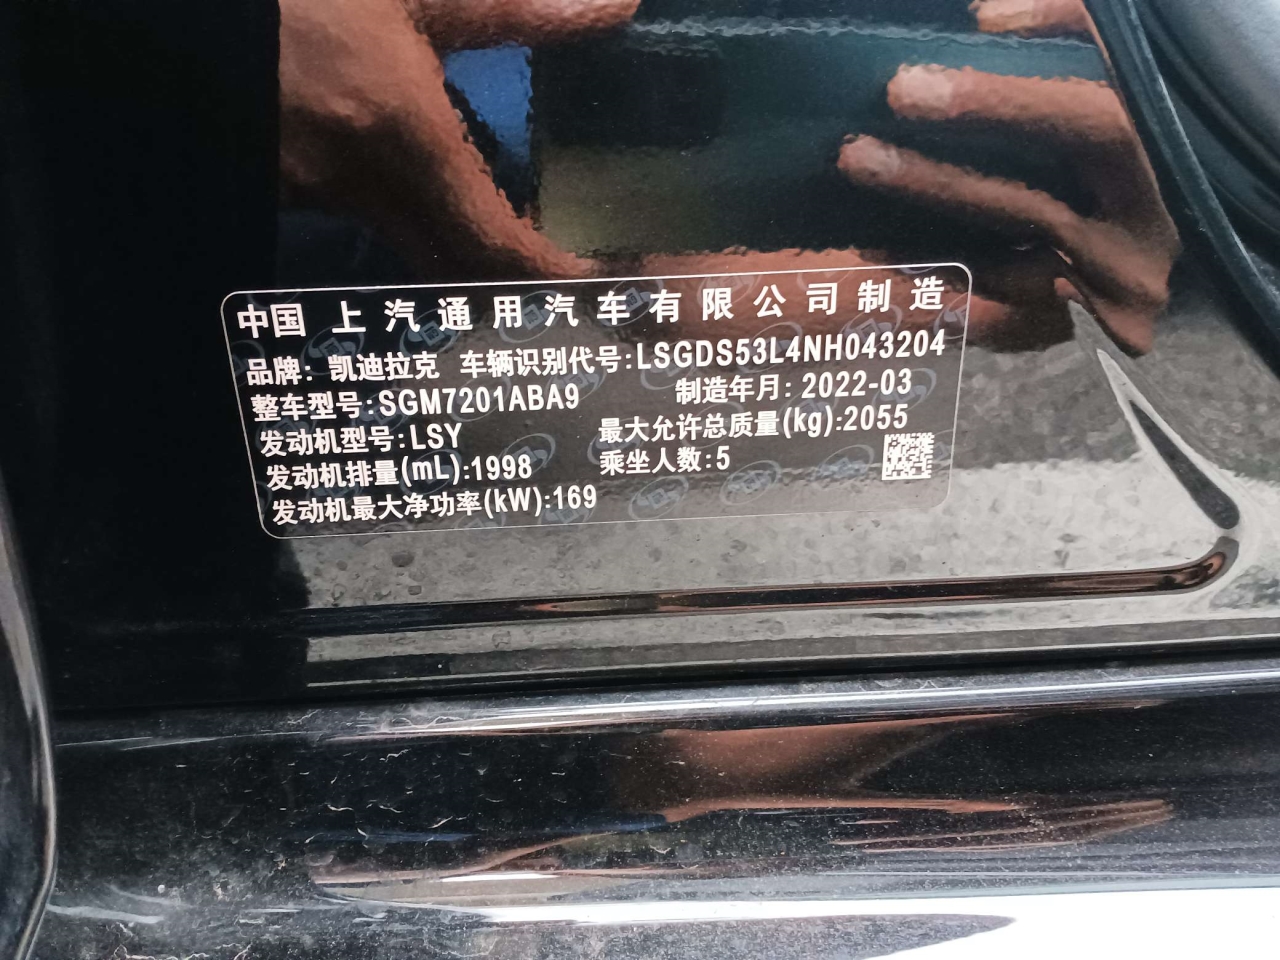 中国 上汽通用汽车有限公司制造
品牌: 凯迪拉克 车辆识别代号:LSGDS53L4NH043204
整车型号:SGM7201ABA9 制造年月: 2022-03
发动机型号:LSY 最大允许总质量(kg):2055
发动机排量(mL):1998 乘坐人数:5
发动机最大净功率(kW):169